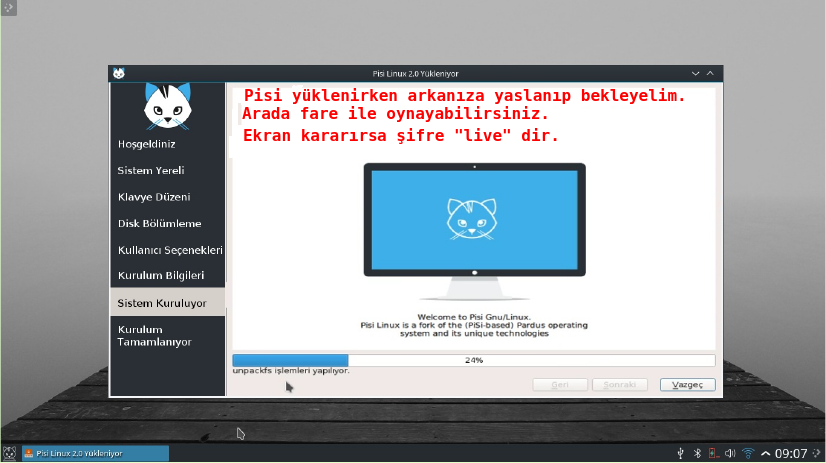 Pisi Linux 2.0 Yükleniyor
Pisi yüklenirken arkanıza yaslanıp bekleyelim.
Arada fare ile oynayabilirsiniz.
Ekran kararırsa şifre "live" dir.
Hoşgeldiniz
Sistem Yereli
Klavye Düzeni
Disk Bölümleme
Kullanıcı Seçenekleri
Kurulum Bilgileri
Sistem Kuruluyor
Kurulum
Tamamlanıyor
Welcome to Pisi Gnu/Linux.
Pisi Linux is a fork of the (PiSi-based) Pardus operating
system and its unique technologies
24%
unpackfs işlemleri yapılıyor.
Geri
Sonraki
Vazgeç
Pisi Linux 2.0 Yükleniyor
09:07